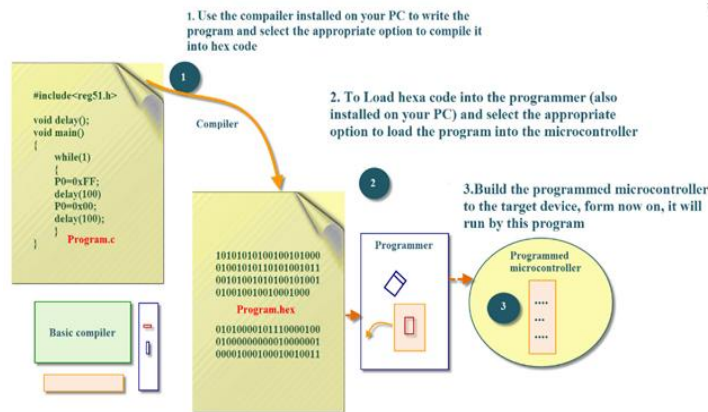 1. Use the compailer installed on your PC to write the
program and select the appropriate option to compile it
into hex code
1
#include<reg51.h>
void delay();
void main()
{
while(1)
{
P0=0xFF;
delay(100)
P0=0x00;
delay(100);
}
}
Program.c
Compiler
2. To Load hexa code into the programmer (also
installed on your PC) and select the appropriate
option to load the program into the microcontroller
2
3.Build the programmed microcontroller
to the target device, form now on, it will
run by this program
10101010100100101000
01001010110101001011
00101001010100101001
010010010010001000
Program.hex
01010000101110000100
01000000000010000001
00001000100010010011
Programmer
Programmed
microcontroller
3
Basic compiler